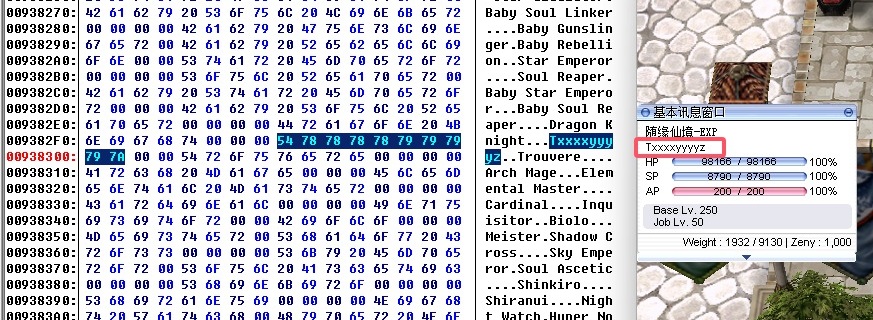 00938270: 42 61 62 79 20 53 6F 75 6C 20 4C 69 6E 6B 65 72 Baby Soul Linker
00938280: 00 00 00 00 42 61 62 79 20 47 75 6E 73 6C 69 6E ....Baby Gunslin
00938290: 67 65 72 00 42 61 62 79 20 52 65 62 65 6C 6C 69 ger.Baby Rebelli
009382A0: 6F 6E 00 00 53 74 61 72 20 45 6D 70 65 72 6F 72 on..Star Emperor
009382B0: 00 00 00 00 53 6F 75 6C 20 52 65 61 70 65 72 00 ....Soul Reaper.
009382C0: 42 61 62 79 20 53 74 61 72 20 45 6D 70 65 72 6F Baby Star Empero
009382D0: 72 00 00 00 42 61 62 79 20 53 6F 75 6C 20 52 65 r...Baby Soul Re
009382E0: 61 70 65 72 00 00 00 00 44 72 61 67 6F 6E 20 4B aper....Dragon K
009382F0: 6E 69 67 68 74 00 00 00 54 78 78 78 78 79 79 79 night...Txxxxyyy
00938300: 79 7A 00 00 54 72 6F 75 76 65 72 65 00 00 00 00 yz..Trouvere....
00938310: 41 72 63 68 20 4D 61 67 65 00 00 00 45 6C 65 6D Arch Mage...Elem
00938320: 65 6E 74 61 6C 20 4D 61 73 74 65 72 00 00 00 00 ental Master....
00938330: 43 61 72 64 69 6E 61 6C 00 00 00 00 49 6E 71 75 Cardinal....Inqu
00938340: 69 73 69 74 6F 72 00 00 42 69 6F 6C 6F 00 00 00 isitor..Biolo...
00938350: 4D 65 69 73 74 65 72 00 53 68 61 64 6F 77 20 43 Meister.Shadow C
00938360: 72 6F 73 73 00 00 00 00 53 6B 79 20 45 6D 70 65 ross....Sky Empe
00938370: 72 6F 72 00 53 6F 75 6C 20 41 73 63 65 74 69 63 ror.Soul Ascetic
00938380: 00 00 00 00 53 68 69 6E 6B 69 72 6F 00 00 00 00 ....Shinkiro....
00938390: 53 68 69 72 61 6E 75 69 00 00 00 00 4E 69 67 68 Shiranui....Nigh
009383A0: 74 20 57 61 74 63 68 00 48 79 70 65 72 20 4E 6F t Watch.Hyper No
基本讯息窗口
随缘仙境-EXP
Txxxxyyyyz
HP 98166 / 98166 100%
SP 8790 / 8790 100%
AP 200 / 200 100%
Base Lv. 250
Job Lv. 50
Weight : 1932 / 9130 | Zeny : 1,000